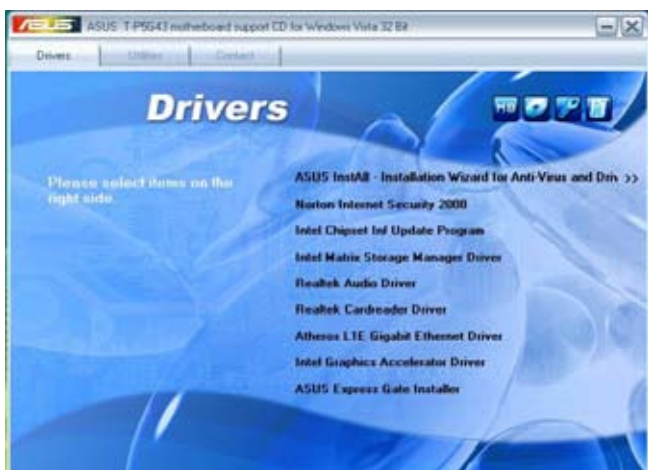 ASUS T-P5G43 motherboard support CD for Windows Vista 32 Bit
Drivers Utilities Contact
Drivers
Please select items on the
right side.
ASUS InstAll - Installation Wizard for Anti-Virus and Driv >>
Norton Internet Security 2008
Intel Chipset Inf Update Program
Intel Matrix Storage Manager Driver
Realtek Audio Driver
Realtek Cardreader Driver
Atheros L1E Gigabit Ethernet Driver
Intel Graphics Accelerator Driver
ASUS Express Gate Installer